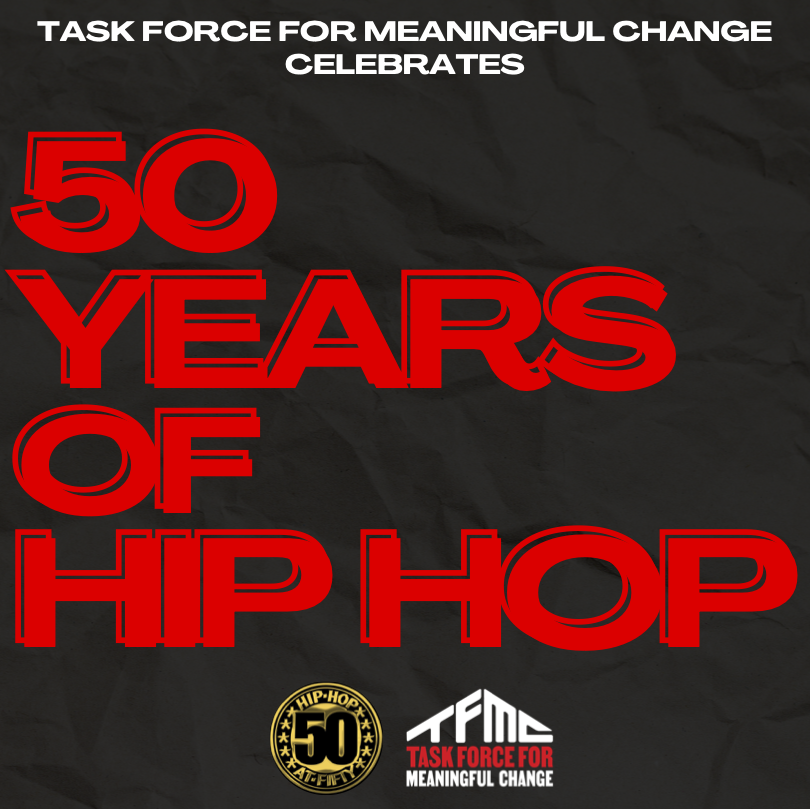 TASK FORCE FOR MEANINGFUL CHANGE
CELEBRATES
50
YEARS
OF
HIP HOP
HIP-HOP
50
AT-FIFTY
TFMC
TASK FORCE FOR
MEANINGFUL CHANGE